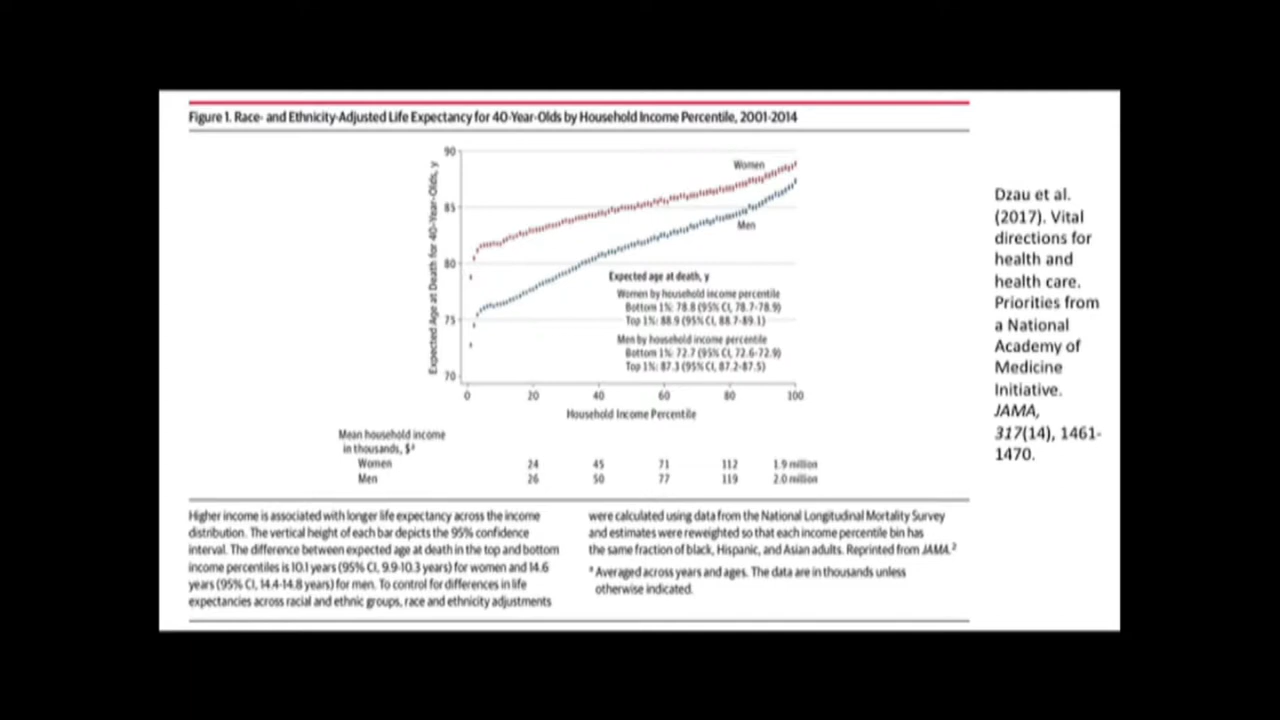 Figure 1. Race- and Ethnicity-Adjusted Life Expectancy for 40-Year-Olds by Household Income Percentile, 2001-2014
90
85
80
75
70
Expected Age at Death for 40-Year-Olds, y
Women
Men
Expected age at death, y
Women by household income percentile
Bottom 1%: 78.8 (95% CI, 78.7-78.9)
Top 1%: 88.9 (95% CI, 88.7-89.1)
Men by household income percentile
Bottom 1%: 72.7 (95% CI, 72.6-72.9)
Top 1%: 87.3 (95% CI, 87.2-87.5)
0 20 40 60 80 100
Household Income Percentile
Mean household income
in thousands, $ª
Women 24 45 71 112 1.9 million
Men 26 50 77 119 2.0 million
Higher income is associated with longer life expectancy across the income
distribution. The vertical height of each bar depicts the 95% confidence
interval. The difference between expected age at death in the top and bottom
income percentiles is 10.1 years (95% CI, 9.9-10.3 years) for women and 14.6
years (95% CI, 14.4-14.8 years) for men. To control for differences in life
expectancies across racial and ethnic groups, race and ethnicity adjustments
were calculated using data from the National Longitudinal Mortality Survey
and estimates were reweighted so that each income percentile bin has
the same fraction of black, Hispanic, and Asian adults. Reprinted from JAMA.²
ª Averaged across years and ages. The data are in thousands unless
otherwise indicated.
Dzau et al.
(2017). Vital
directions for
health and
health care.
Priorities from
a National
Academy of
Medicine
Initiative.
JAMA,
317(14), 1461-
1470.